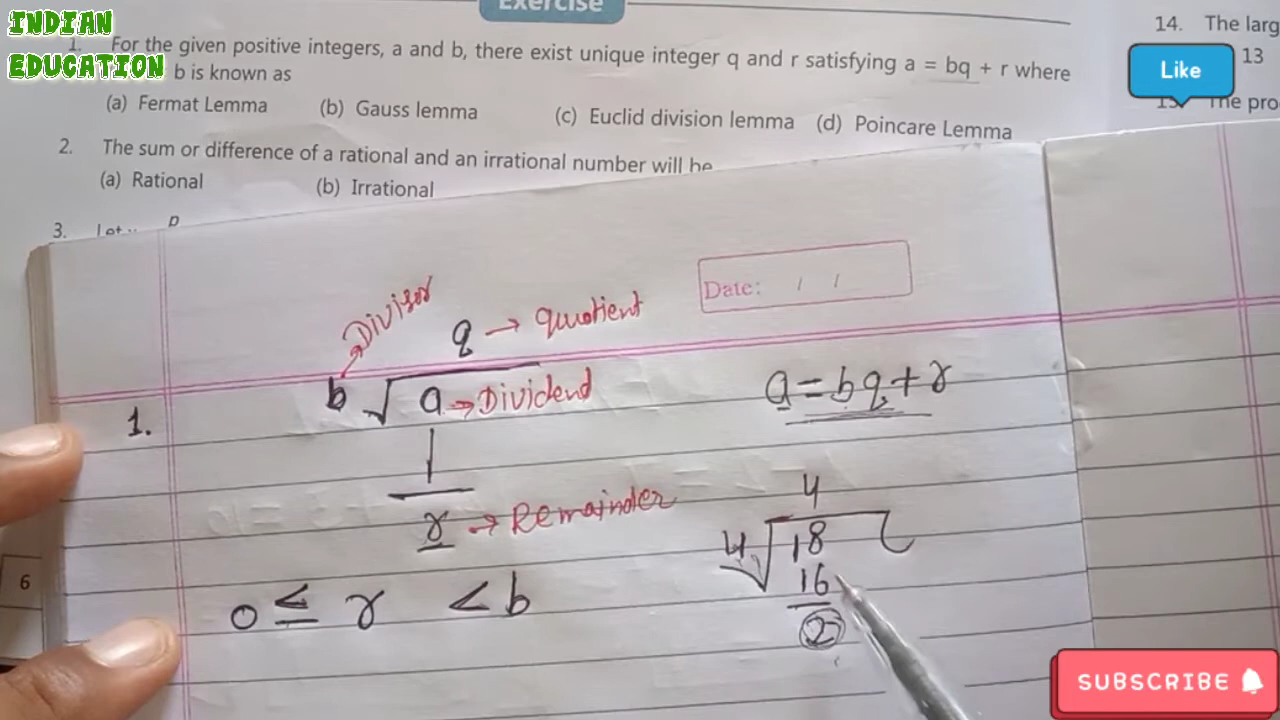 INDIAN
EDUCATION
Exercise
1. For the given positive integers, a and b, there exist unique integer q and r satisfying a = bq + r where
b is known as
(a) Fermat Lemma (b) Gauss lemma (c) Euclid division lemma (d) Poincare Lemma
2. The sum or difference of a rational and an irrational number will be
(a) Rational (b) Irrational
3. Let
p
14. The larg
13
Like
The pro
Date: / /
Divisor
q → quotient
b √ a → Dividend
a = bq + r
1.
r → Remainder
4
4 √ 18
16
2
0 ≤ r < b
6
SUBSCRIBE